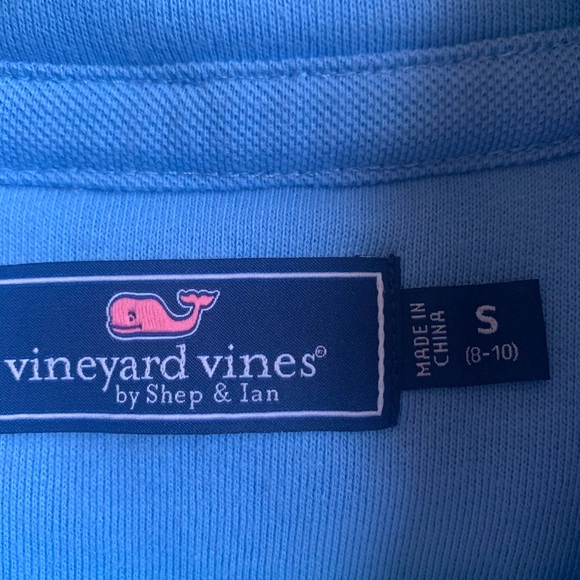 vineyard vines®
by Shep & Ian
MADE IN
CHINA
S
(8-10)